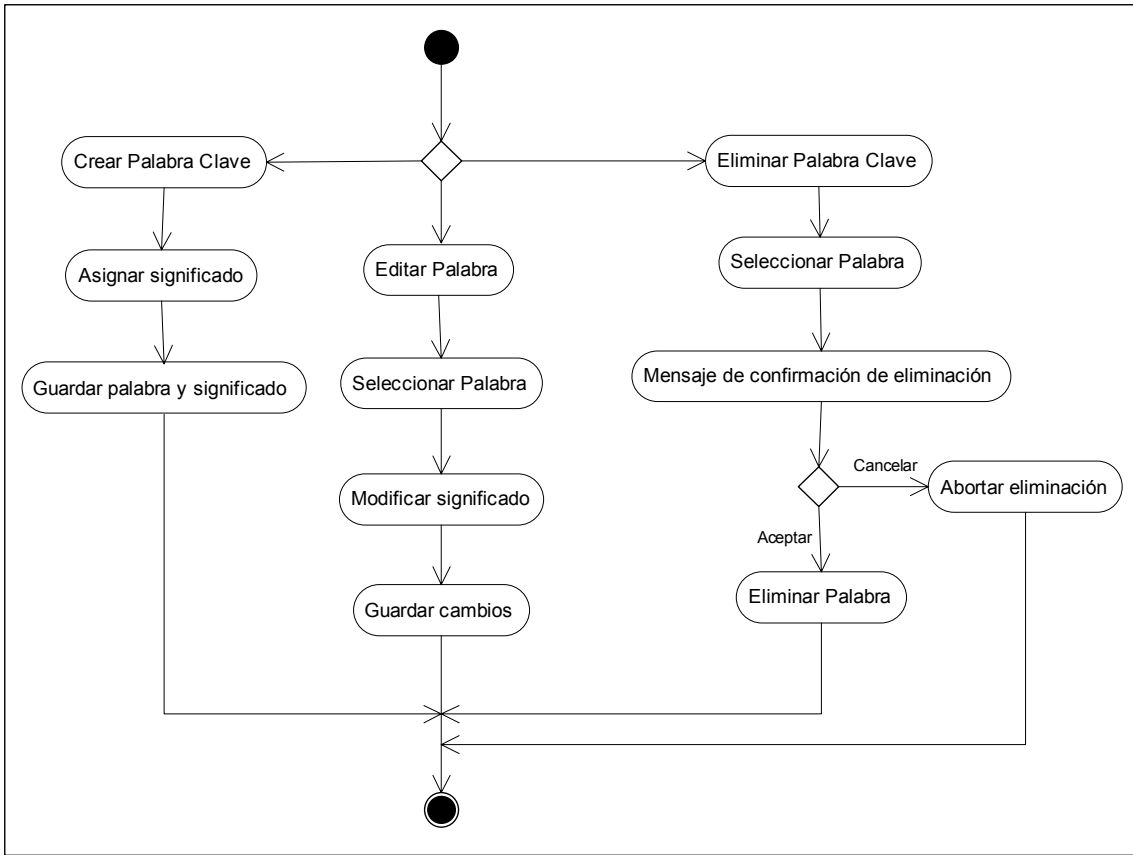 Crear Palabra Clave
Eliminar Palabra Clave
Asignar significado
Editar Palabra
Seleccionar Palabra
Guardar palabra y significado
Seleccionar Palabra
Mensaje de confirmación de eliminación
Cancelar
Modificar significado
Abortar eliminación
Aceptar
Guardar cambios
Eliminar Palabra